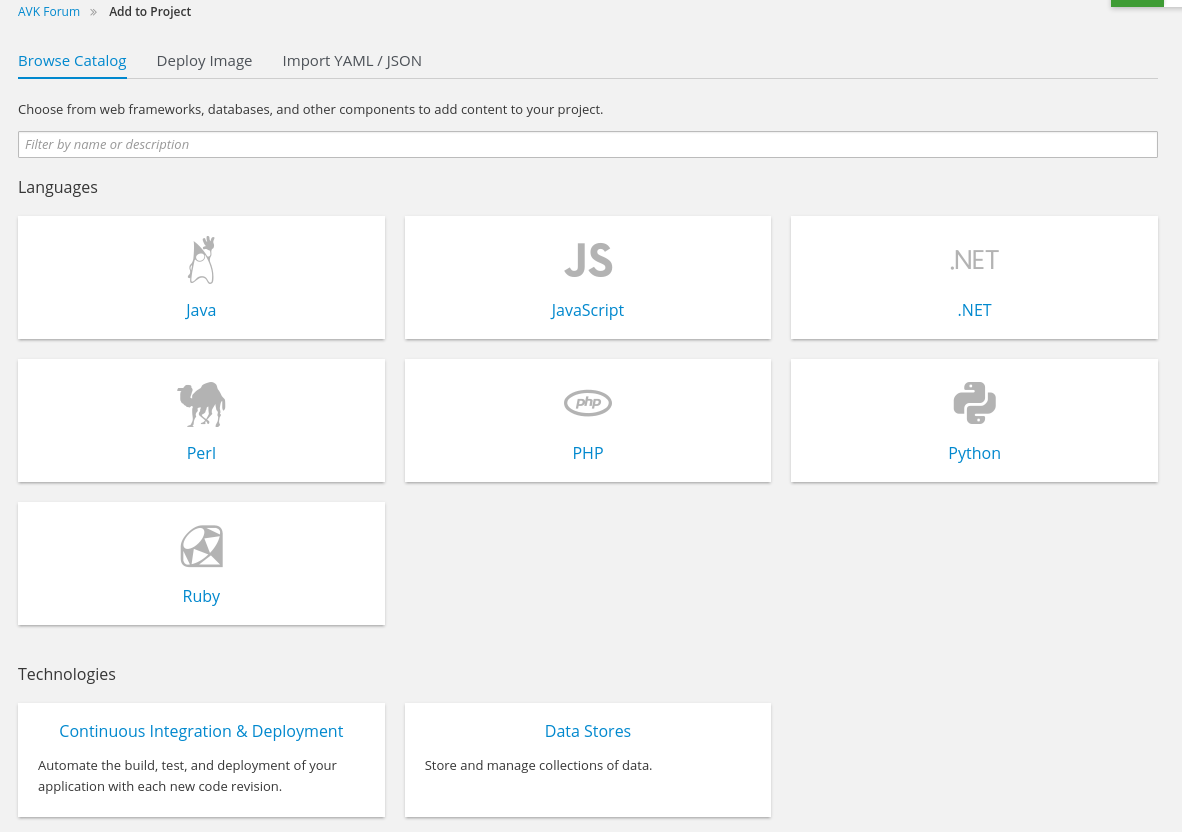 AVK Forum » Add to Project
Browse Catalog Deploy Image Import YAML / JSON
Choose from web frameworks, databases, and other components to add content to your project.
Filter by name or description
Languages
JS .NET
Java JavaScript .NET
php
Perl PHP Python
Ruby
Technologies
Continuous Integration & Deployment Data Stores
Automate the build, test, and deployment of your Store and manage collections of data.
application with each new code revision.